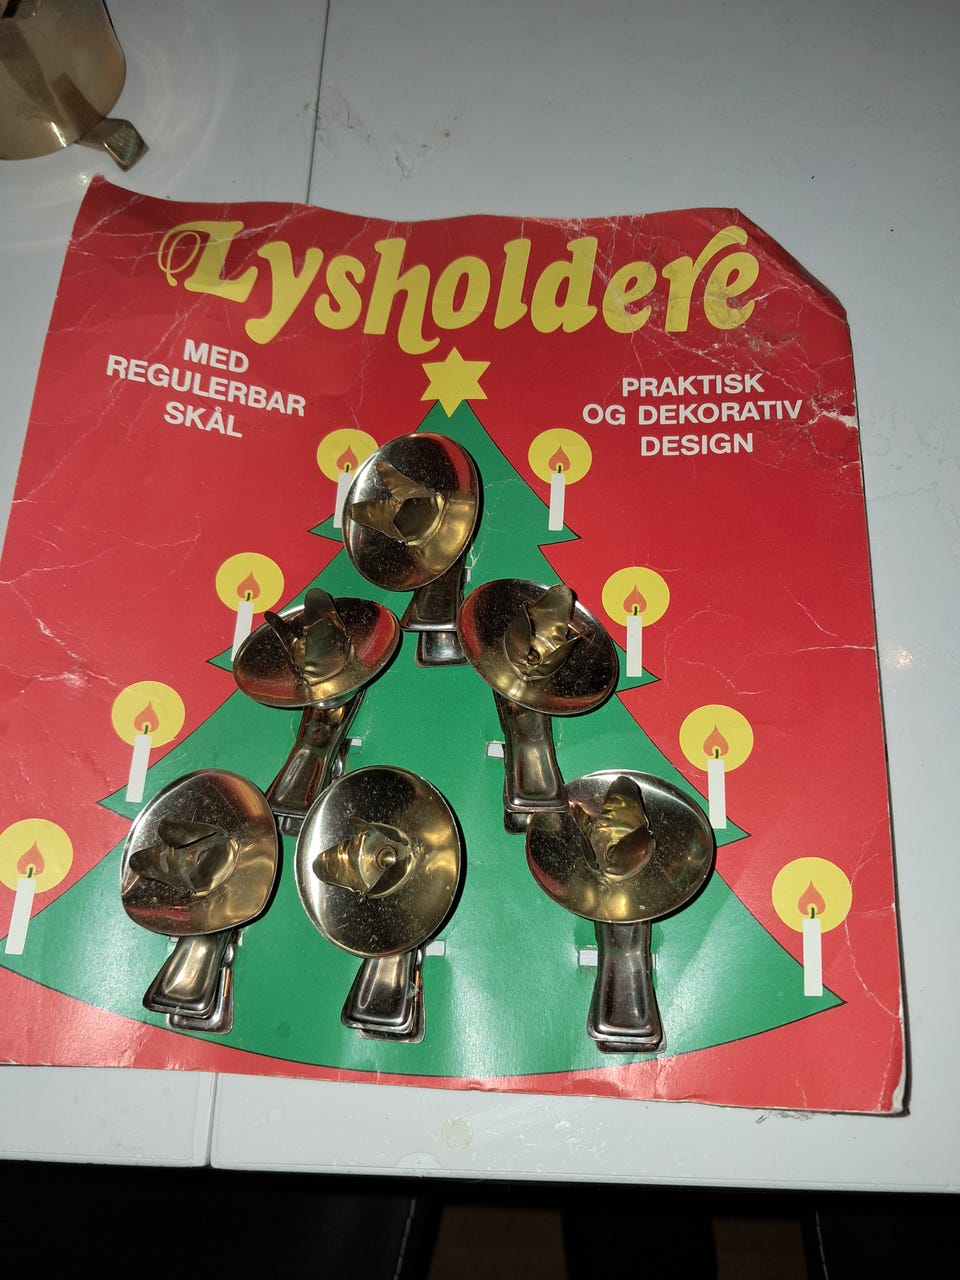 Lysholdere
MED
REGULERBAR
SKÅL
PRAKTISK
OG DEKORATIV
DESIGN